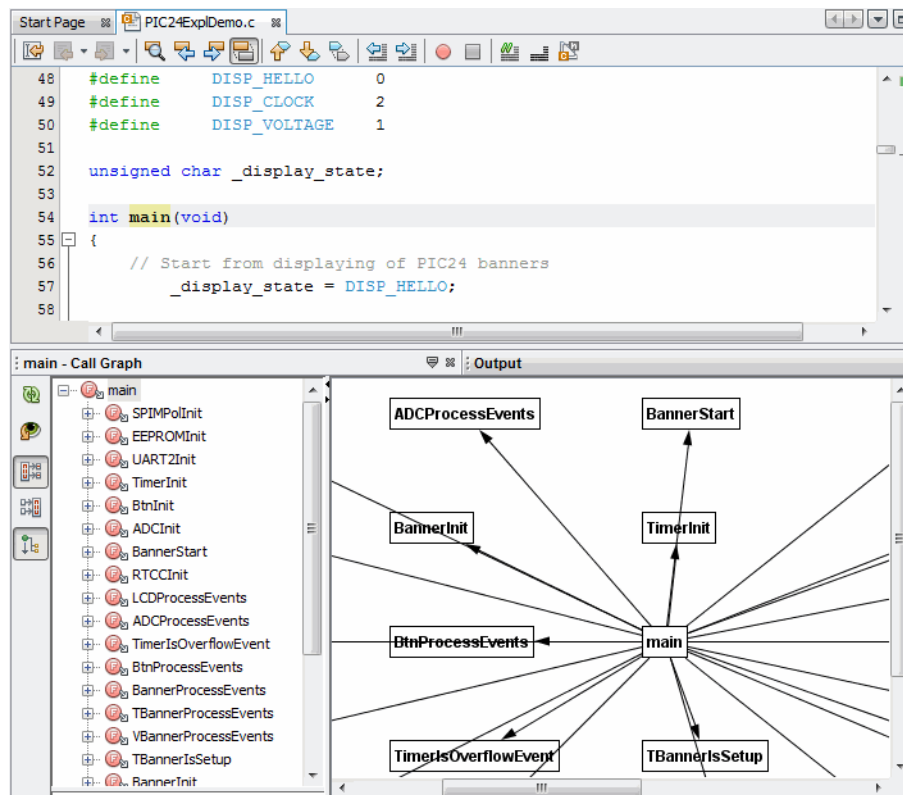 Start Page
PIC24ExplDemo.c
48 #define DISP_HELLO 0
49 #define DISP_CLOCK 2
50 #define DISP_VOLTAGE 1
51
52 unsigned char _display_state;
53
54 int main(void)
55 {
56 // Start from displaying of PIC24 banners
57 _display_state = DISP_HELLO;
58
main - Call Graph
Output
main
SPIMPolInit
EEPROMInit
UART2Init
TimerInit
BtnInit
ADCInit
BannerStart
RTCCInit
LCDProcessEvents
ADCProcessEvents
TimerIsOverflowEvent
BtnProcessEvents
BannerProcessEvents
TBannerProcessEvents
VBannerProcessEvents
TBannerIsSetup
BannerInit
ADCProcessEvents
BannerStart
BannerInit
TimerInit
BtnProcessEvents
main
TimerIsOverflowEvent
TBannerIsSetup